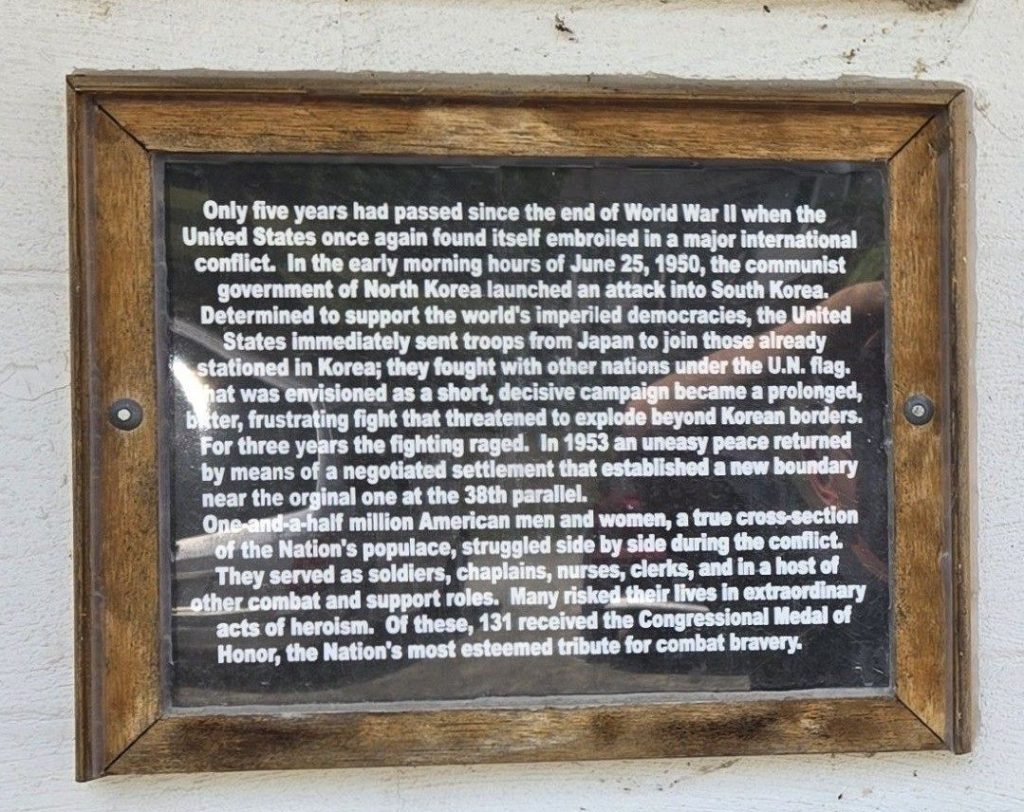 Only five years had passed since the end of World War II when the
United States once again found itself embroiled in a major international
conflict. In the early morning hours of June 25, 1950, the communist
government of North Korea launched an attack into South Korea.
Determined to support the world's imperiled democracies, the United
States immediately sent troops from Japan to join those already
stationed in Korea; they fought with other nations under the U.N. flag.
What was envisioned as a short, decisive campaign became a prolonged,
bitter, frustrating fight that threatened to explode beyond Korean borders.
For three years the fighting raged. In 1953 an uneasy peace returned
by means of a negotiated settlement that established a new boundary
near the orginal one at the 38th parallel.
One-and-a-half million American men and women, a true cross-section
of the Nation's populace, struggled side by side during the conflict.
They served as soldiers, chaplains, nurses, clerks, and in a host of
other combat and support roles. Many risked their lives in extraordinary
acts of heroism. Of these, 131 received the Congressional Medal of
Honor, the Nation's most esteemed tribute for combat bravery.